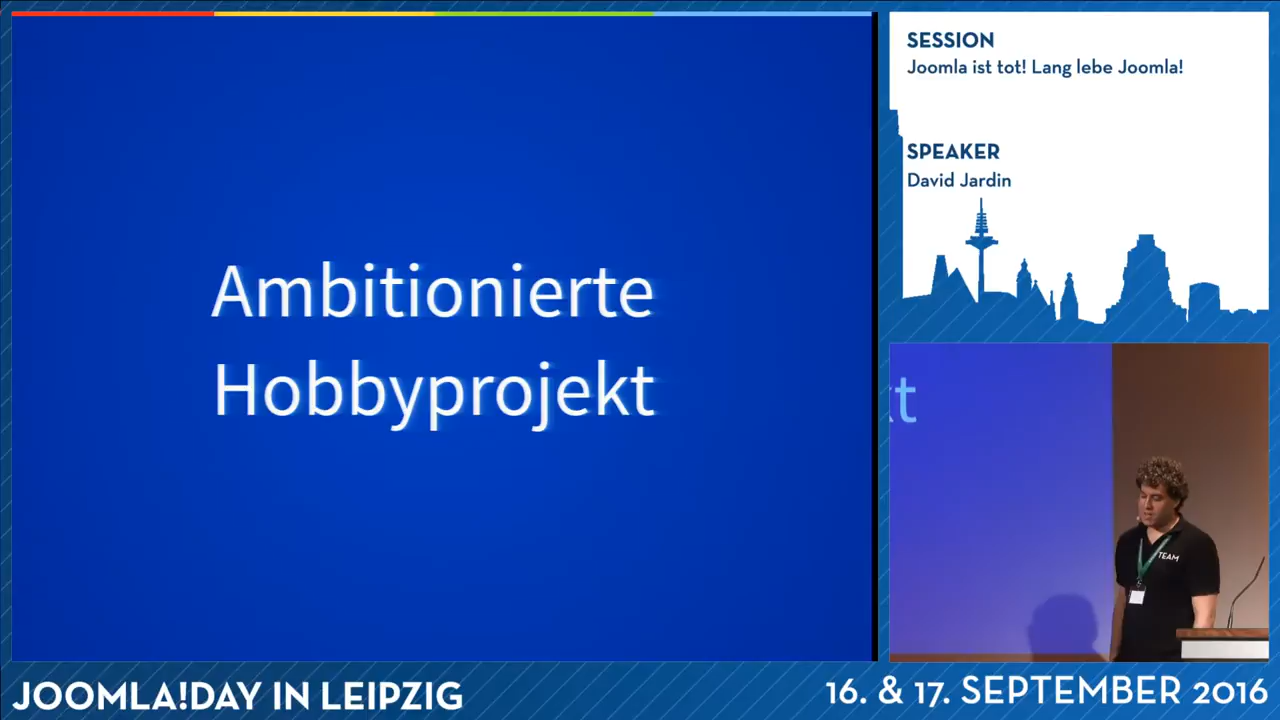 Ambitionierte
Hobbyprojekt
SESSION
Joomla ist tot! Lang lebe Joomla!
SPEAKER
David Jardin
kt
TEAM
JOOMLA!DAY IN LEIPZIG
16. & 17. SEPTEMBER 2016